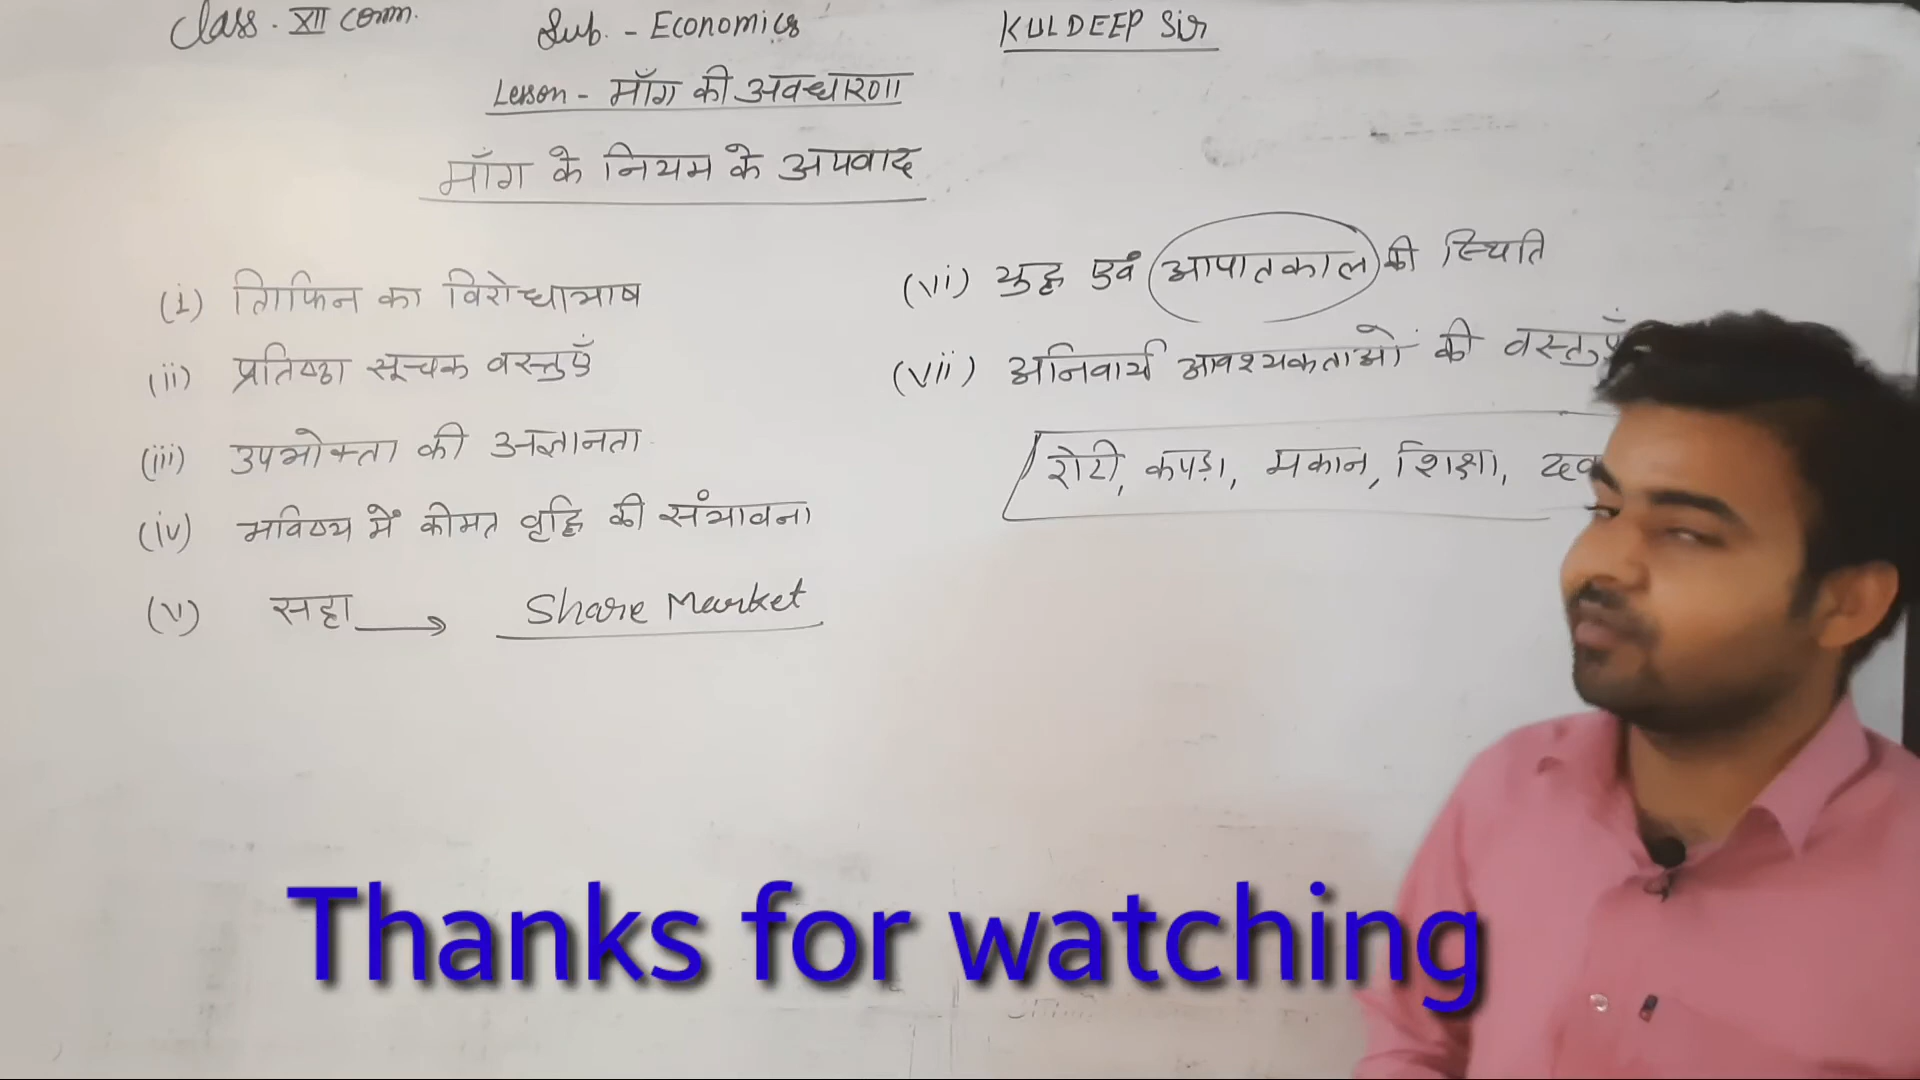 Class. XII comm. Sub. - Economics KULDEEP Sir
Lesson - माँग की अवधारणा
माँग के नियम के अपवाद
(i) गिफिन का विरोधाभाष
(ii) प्रतिष्ठा सूचक वस्तुएँ
(iii) उपभोक्ता की अज्ञानता
(iv) भविष्य में कीमत वृद्धि की संभावना
(v) सट्टा → Share Market
(vi) युद्ध एवं आपातकाल की स्थिति
(vii) अनिवार्य आवश्यकताओं की वस्तुएँ
रोटी, कपड़ा, मकान, शिक्षा,
Thanks for watching